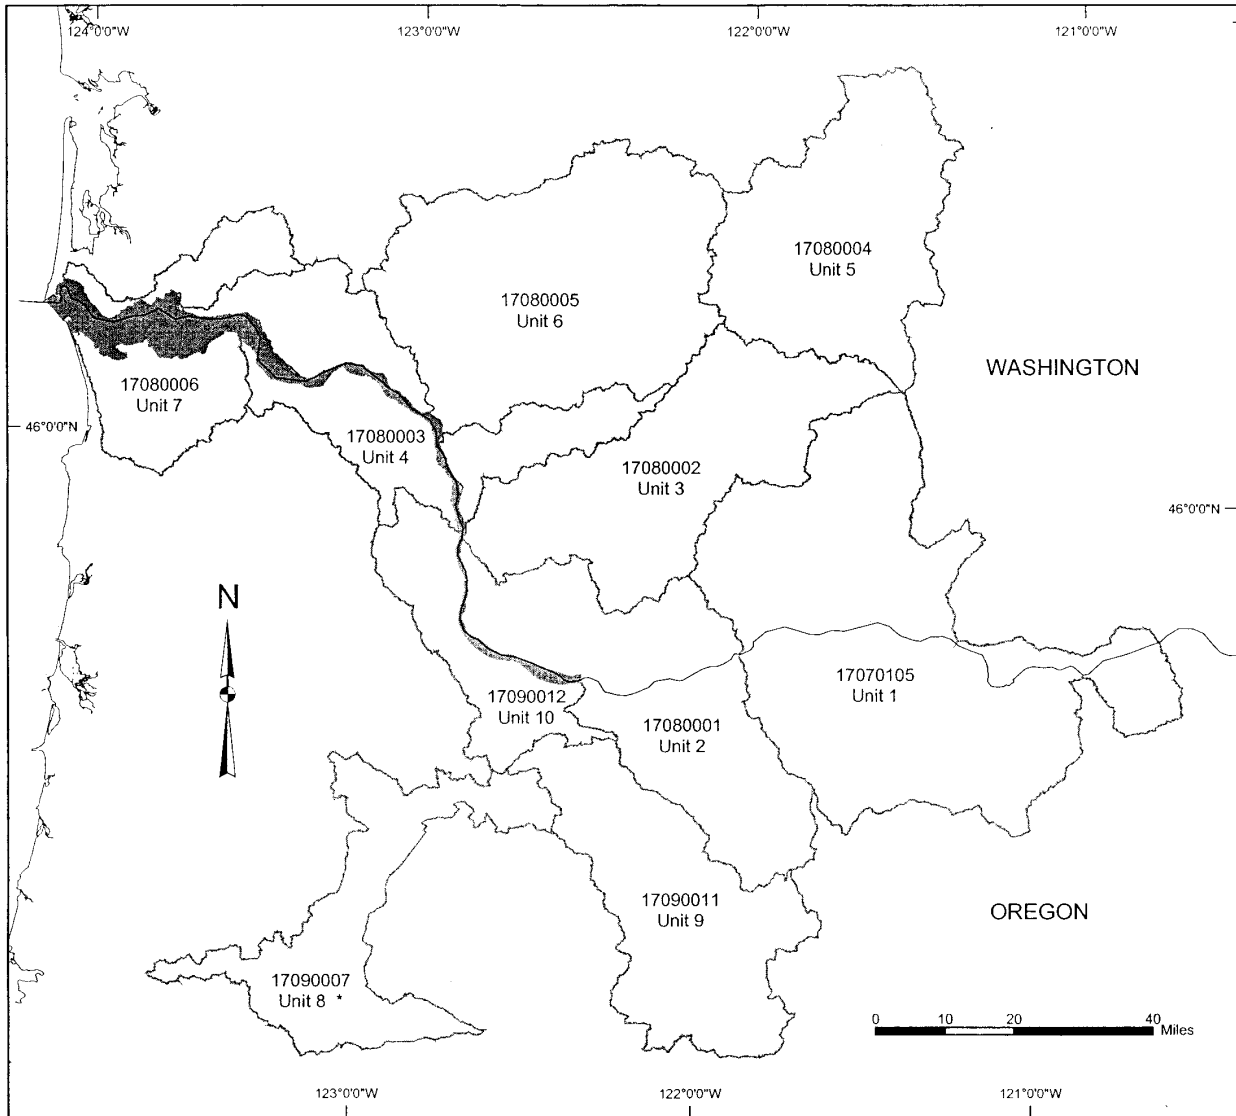 124°0'0"W 123°0'0"W 122°0'0"W 121°0'0"W
17080004
Unit 5
17080005
Unit 6
WASHINGTON
17080006
Unit 7
46°0'0"N
17080003
Unit 4
17080002
Unit 3
46°0'0"N
N
17070105
Unit 1
17090012
Unit 10
17080001
Unit 2
17090011
Unit 9
OREGON
17090007
Unit 8 *
0 10 20 40
Miles
123°0'0"W 122°0'0"W 121°0'0"W